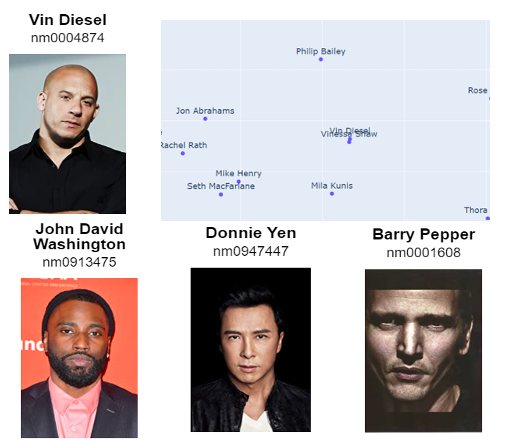 Vin Diesel
nm0004874
Philip Bailey
Rose
Jon Abrahams
Vin Diesel
Vinessa Shaw
Rachel Rath
Mike Henry
Seth MacFarlane
Mila Kunis
Thora
John David
Washington
nm0913475
Donnie Yen
nm0947447
Barry Pepper
nm0001608